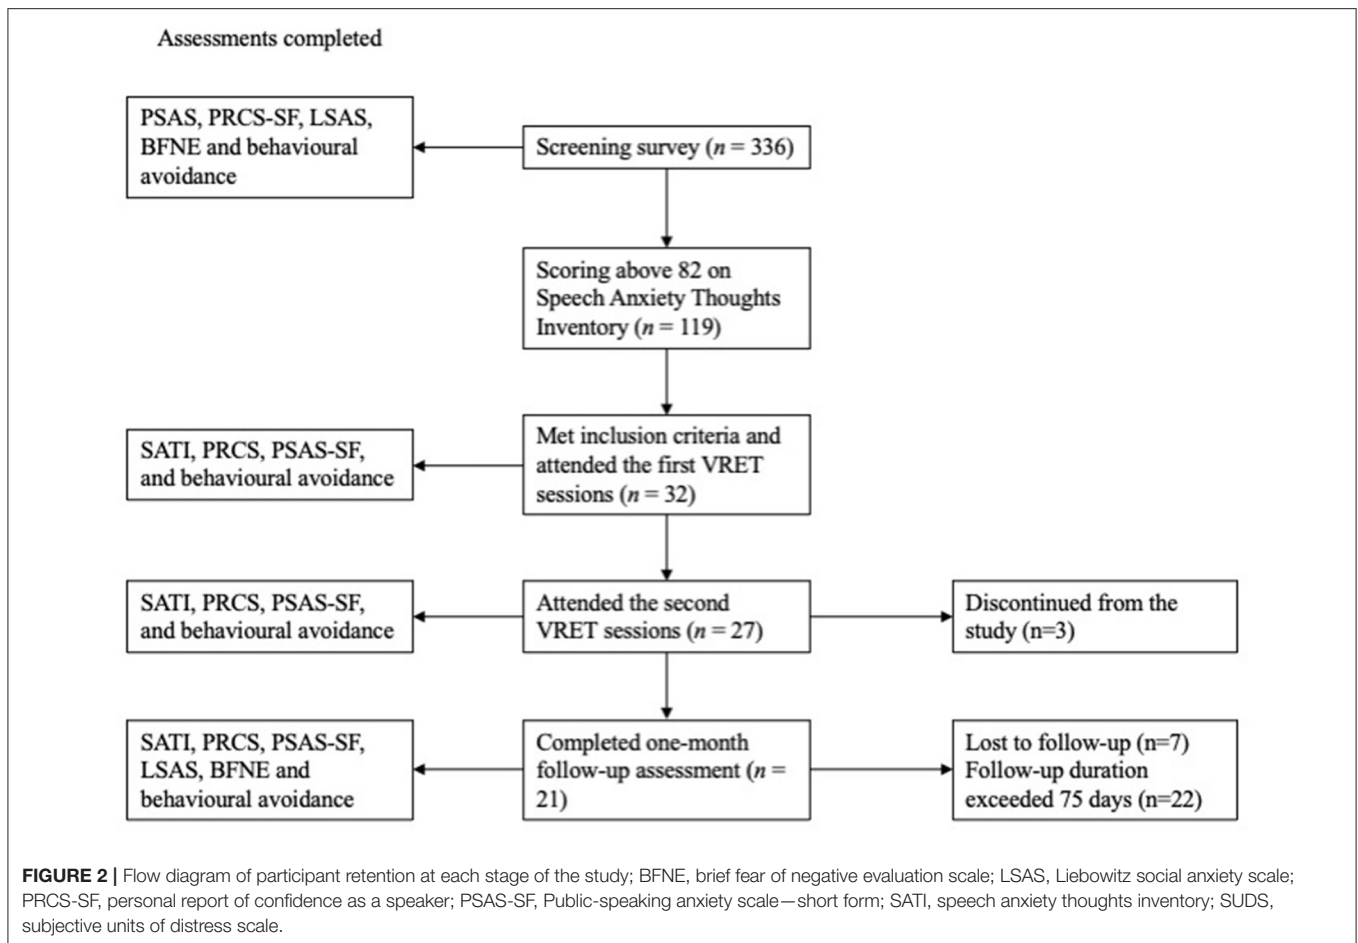 Assessments completed
PSAS, PRCS-SF, LSAS,
BFNE and behavioural
avoidance
Screening survey (n = 336)
Scoring above 82 on
Speech Anxiety Thoughts
Inventory (n = 119)
SATI, PRCS, PSAS-SF,
and behavioural avoidance
Met inclusion criteria and
attended the first VRET
sessions (n = 32)
SATI, PRCS, PSAS-SF,
and behavioural avoidance
Attended the second
VRET sessions (n = 27)
Discontinued from the
study (n=3)
SATI, PRCS, PSAS-SF,
LSAS, BFNE and
behavioural avoidance
Completed one-month
follow-up assessment (n =
21)
Lost to follow-up (n=7)
Follow-up duration
exceeded 75 days (n=22)
FIGURE 2 | Flow diagram of participant retention at each stage of the study; BFNE, brief fear of negative evaluation scale; LSAS, Liebowitz social anxiety scale;
PRCS-SF, personal report of confidence as a speaker; PSAS-SF, Public-speaking anxiety scale—short form; SATI, speech anxiety thoughts inventory; SUDS,
subjective units of distress scale.